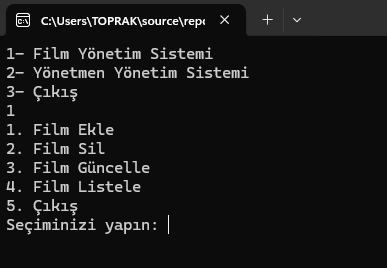 C:\Users\TOPRAK\source\repo
1- Film Yönetim Sistemi
2- Yönetmen Yönetim Sistemi
3- Çıkış
1
1. Film Ekle
2. Film Sil
3. Film Güncelle
4. Film Listele
5. Çıkış
Seçiminizi yapın: